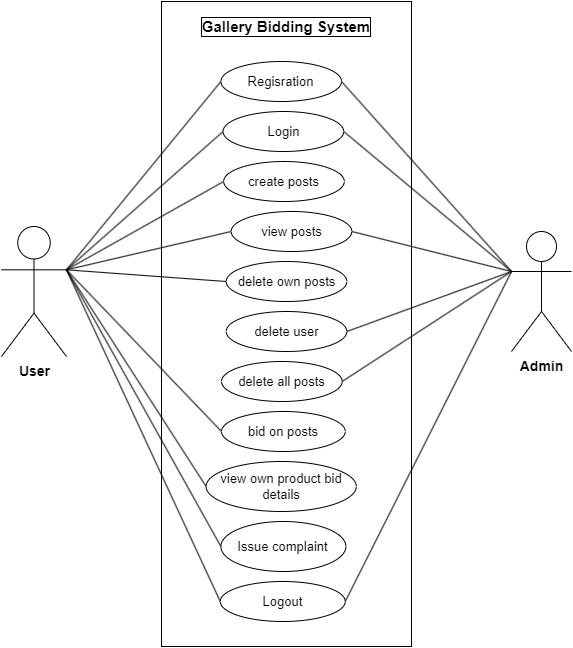 Gallery Bidding System
Regisration
Login
create posts
view posts
delete own posts
delete user
delete all posts
bid on posts
view own product bid
details
Issue complaint
Logout
User
Admin